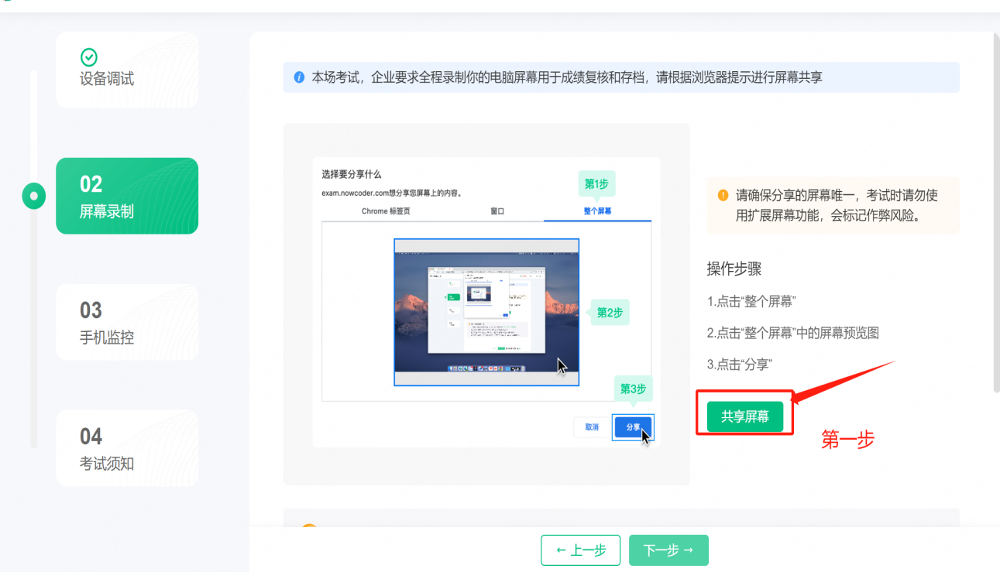 设备调试
02
屏幕录制
03
手机监控
04
考试须知
本场考试，企业要求全程录制你的电脑屏幕用于成绩复核和存档，请根据浏览器提示进行屏幕共享
选择要分享什么
exam.nowcoder.com想分享您屏幕上的内容。
第1步
Chrome 标签页
窗口
整个屏幕
第2步
第3步
取消
分享
请确保分享的屏幕唯一，考试时请勿使
用扩展屏幕功能，会标记作弊风险。
操作步骤
1.点击“整个屏幕”
2.点击“整个屏幕”中的屏幕预览图
3.点击“分享”
共享屏幕
第一步
← 上一步
下一步 →